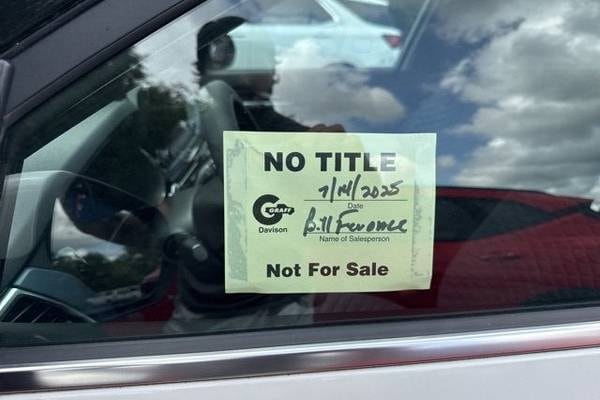 NO TITLE
7/14/2025
Date
GRAFF
Davison
Bill
Name of Salesperson
Not For Sale